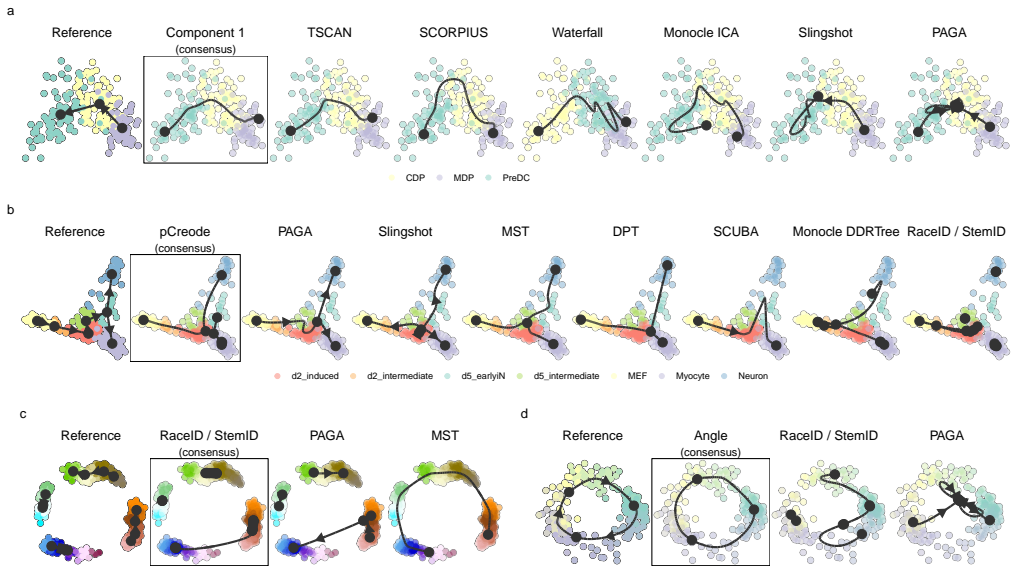 a
Reference Component 1 TSCAN SCORPIUS Waterfall Monocle ICA Slingshot PAGA
(consensus)
CDP MDP PreDC
b
Reference pCreode PAGA Slingshot MST DPT SCUBA Monocle DDRTree RaceID / StemID
(consensus)
d2_induced d2_intermediate d5_earlyiN d5_intermediate MEF Myocyte Neuron
c
Reference RaceID / StemID PAGA MST
(consensus)
d
Reference Angle RaceID / StemID PAGA
(consensus)